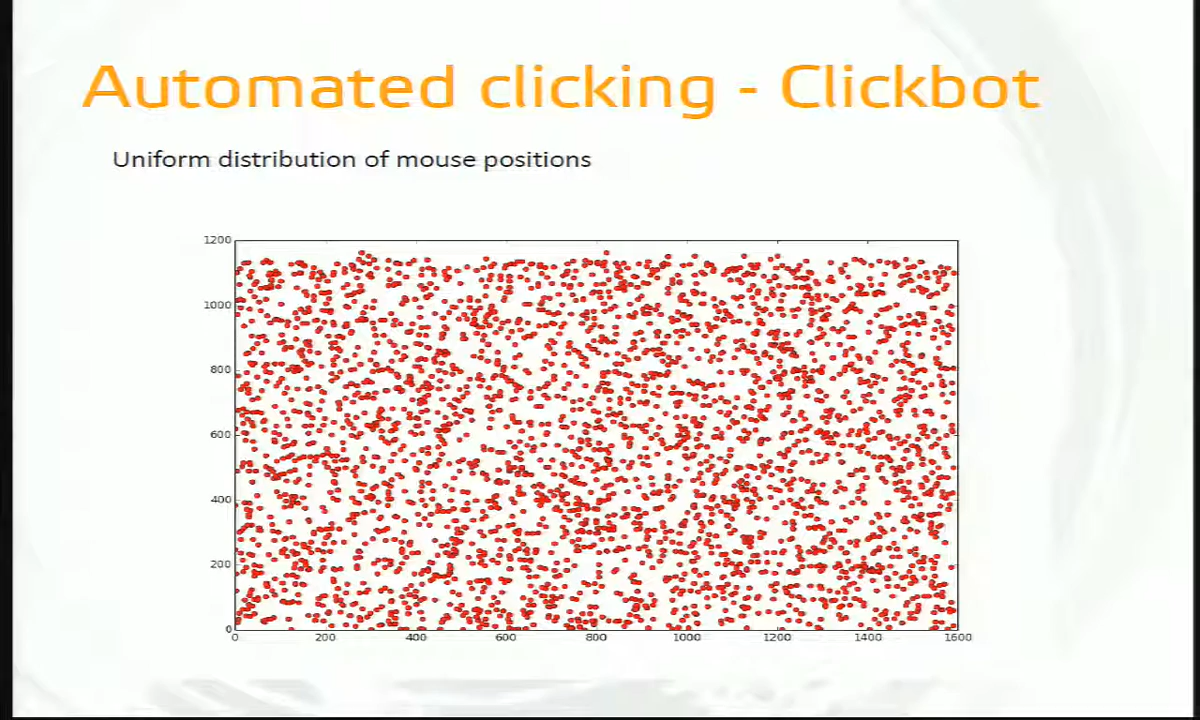 Automated clicking - Clickbot
Uniform distribution of mouse positions
1200
1000
800
600
400
200
0
0 200 400 600 800 1000 1200 1400 1600